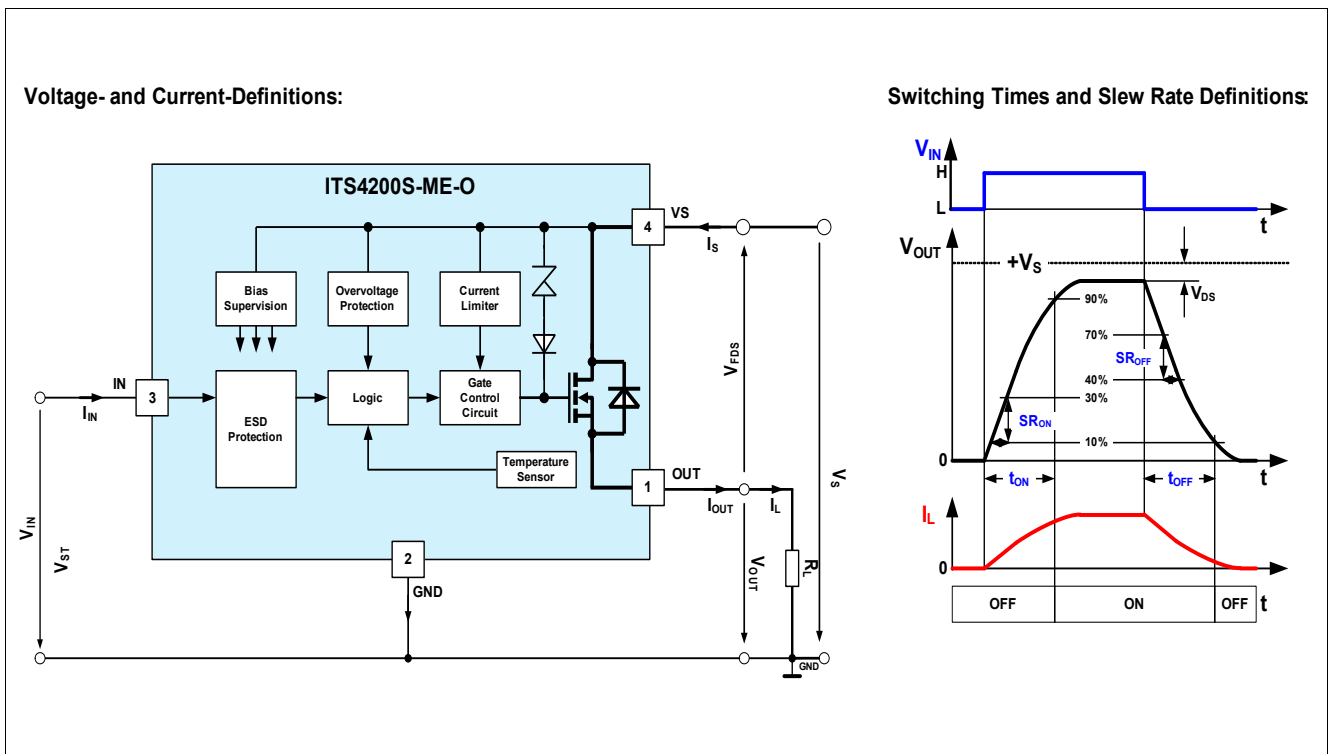 Voltage- and Current-Definitions:
ITS4200S-ME-O
VS
4
IS
Bias
Supervision
Overvoltage
Protection
Current
Limiter
VFDS
IN
3
IIN
ESD
Protection
Logic
Gate
Control
Circuit
Temperature
Sensor
OUT
1
IOUT
IL
VS
VIN
VST
2
GND
VOUT
RL
GND
Switching Times and Slew Rate Definitions:
VIN
H
L
t
VOUT
+VS
VDS
90%
70%
SROFF
40%
30%
SRON
10%
0
tON
tOFF
t
IL
0
OFF
ON
OFF
t